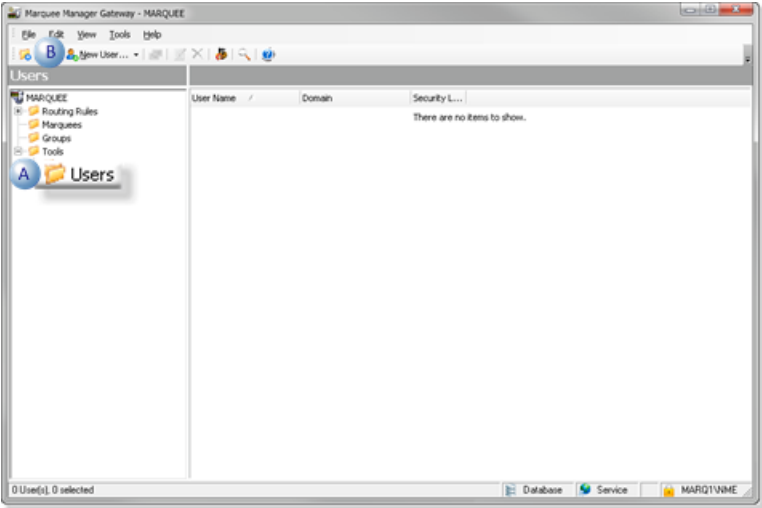 Marquee Manager Gateway - MARQUEE
File Edit View Tools Help
B New User...
Users
MARQUEE
Routing Rules
Marquees
Groups
Tools
A Users
User Name Domain Security L...
There are no items to show.
0 User(s), 0 selected
Database Service MARQ1\NME